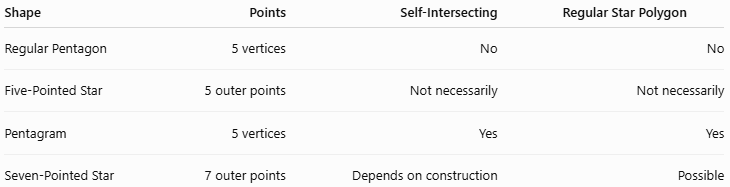 Shape Points Self-Intersecting Regular Star Polygon
Regular Pentagon 5 vertices No No
Five-Pointed Star 5 outer points Not necessarily Not necessarily
Pentagram 5 vertices Yes Yes
Seven-Pointed Star 7 outer points Depends on construction Possible